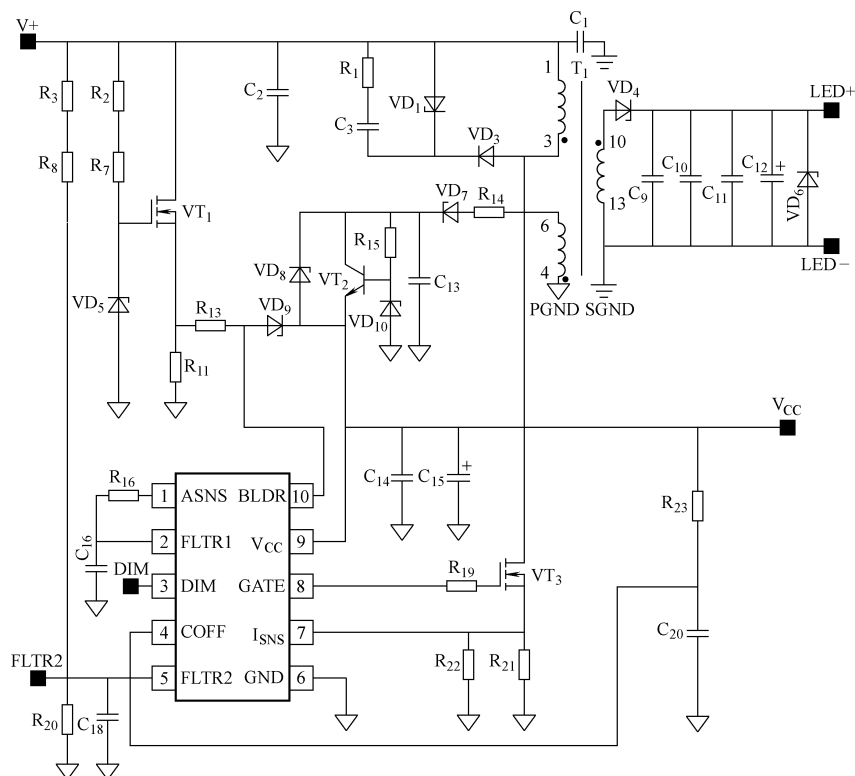 V+
C1
T1
R3
R2
C2
R1
VD1
C3
VD3
1
3
VD4
LED+
10
13
C9
C10
C11
C12
+
VD6
LED−
R8
R7
VT1
VD7
R14
6
4
R15
VD8
VT2
C13
VD9
VD10
PGND
SGND
VD5
R13
R11
VCC
C14
C15
+
R23
R16
1
ASNS
BLDR
10
C16
2
FLTR1
VCC
9
DIM
3
DIM
GATE
8
R19
VT3
4
COFF
ISNS
7
C20
FLTR2
5
FLTR2
GND
6
R22
R21
R20
C18